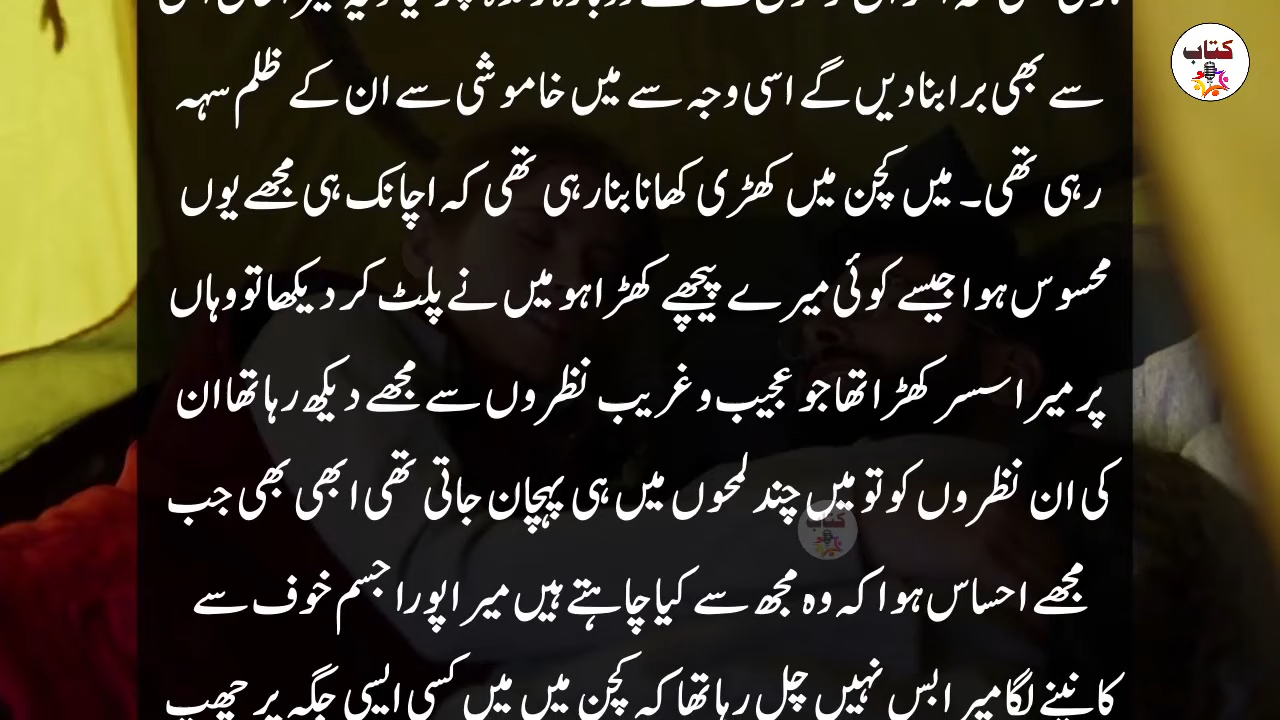 کتاب
سے بھی برا بنا دیں گے اسی وجہ سے میں خاموشی سے ان کے ظلم سہہ
رہی تھی۔ میں کچن میں کھڑی کھانا بنا رہی تھی کہ اچانک ہی مجھے یوں
محسوس ہوا جیسے کوئی میرے پیچھے کھڑا ہو میں نے پلٹ کر دیکھا تو وہاں
پر میرا سسر کھڑا تھا جو عجیب و غریب نظروں سے مجھے دیکھ رہا تھا ان
کی ان نظروں کو تو میں چند لمحوں میں ہی پہچان جاتی تھی ابھی بھی جب
کتاب
مجھے احساس ہوا کہ وہ مجھ سے کیا چاہتے ہیں میرا پورا جسم خوف سے
کانپنے لگا میرا بس نہیں چل رہا تھا کہ کچن میں میں کسی ایسی جگہ پر چھپ